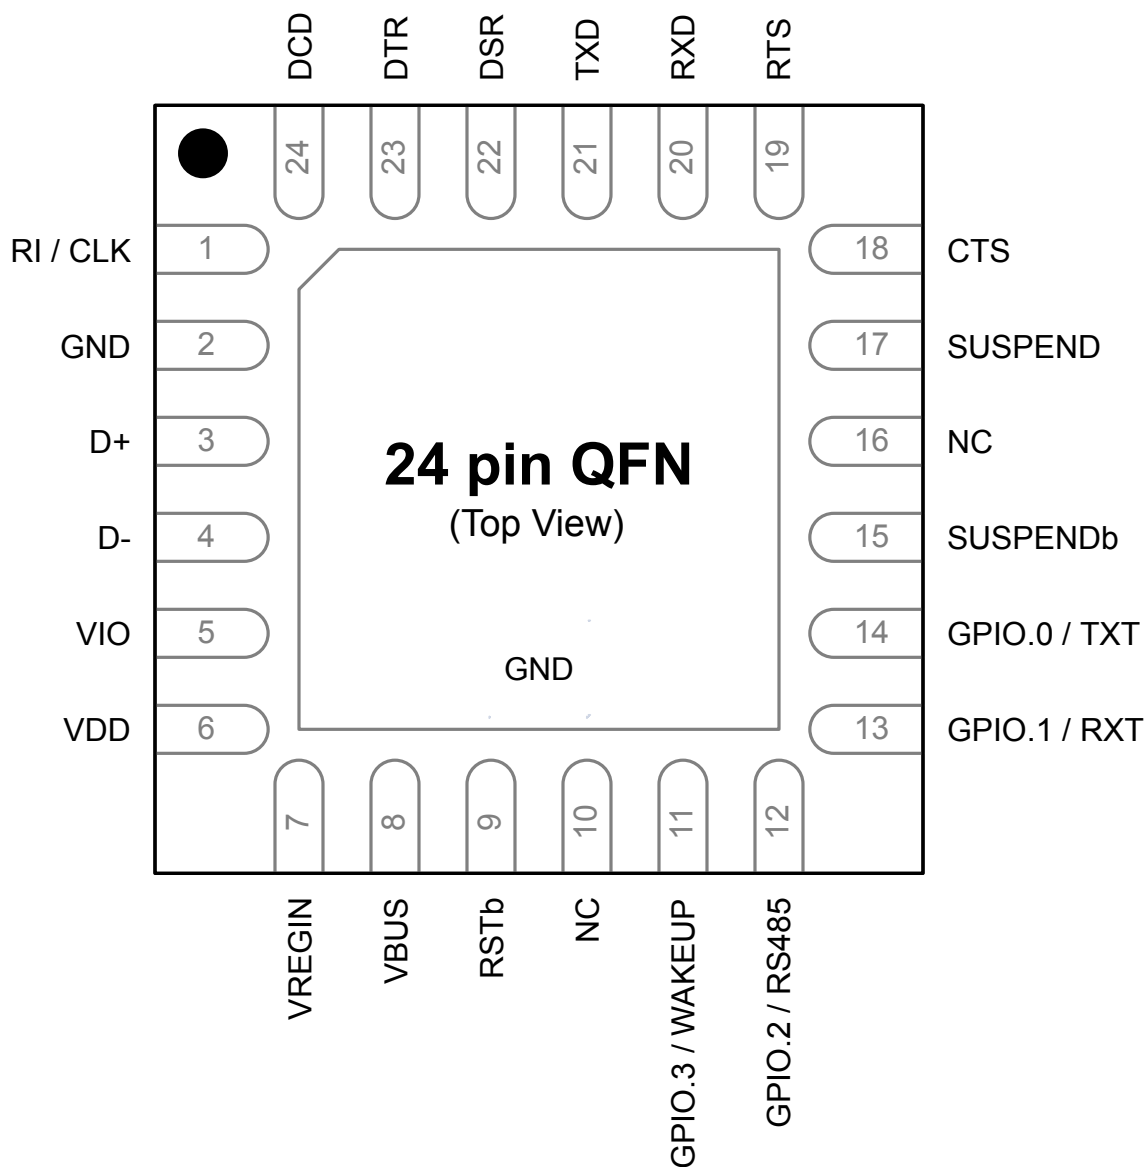 DCD DTR DSR TXD RXD RTS
24 23 22 21 20 19
RI / CLK 1 18 CTS
GND 2 17 SUSPEND
D+ 3 16 NC
D- 4 15 SUSPENDb
VIO 5 14 GPIO.0 / TXT
VDD 6 13 GPIO.1 / RXT
24 pin QFN
(Top View)
GND
7 8 9 10 11 12
VREGIN VBUS RSTb NC GPIO.3 / WAKEUP GPIO.2 / RS485